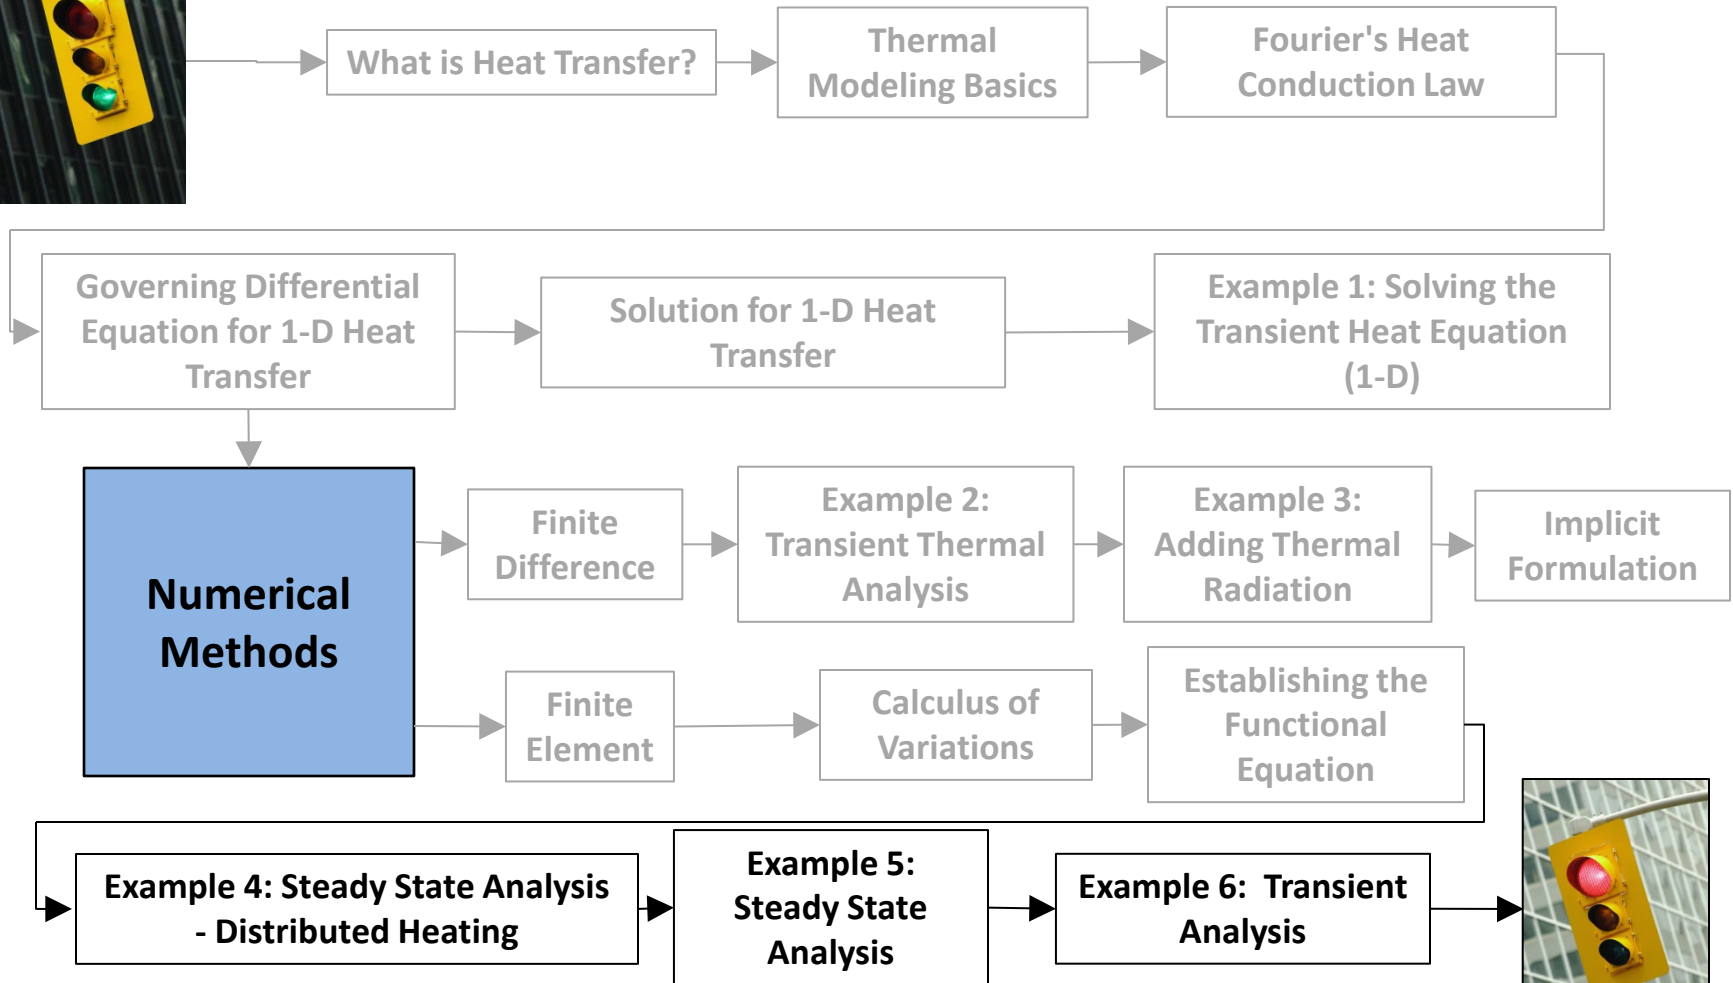 What is Heat Transfer?
Thermal
Modeling Basics
Fourier's Heat
Conduction Law
Governing Differential
Equation for 1-D Heat
Transfer
Solution for 1-D Heat
Transfer
Example 1: Solving the
Transient Heat Equation
(1-D)
Numerical
Methods
Finite
Difference
Example 2:
Transient Thermal
Analysis
Example 3:
Adding Thermal
Radiation
Implicit
Formulation
Finite
Element
Calculus of
Variations
Establishing the
Functional
Equation
Example 4: Steady State Analysis
- Distributed Heating
Example 5:
Steady State
Analysis
Example 6:  Transient
Analysis